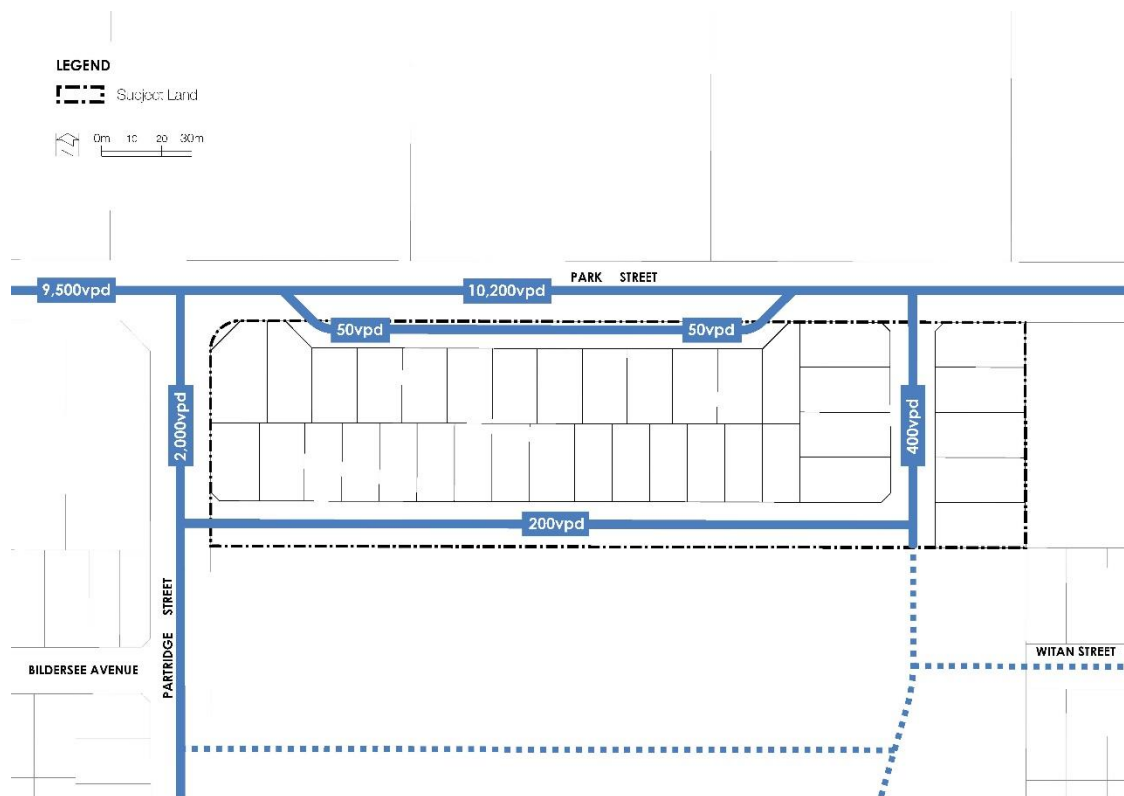 LEGEND
Subject Land
0m 10 20 30m
PARK STREET
9,500vpd
10,200vpd
50vpd
50vpd
2,000vpd
400vpd
200vpd
PARTRIDGE STREET
BILDERSEE AVENUE
WITAN STREET